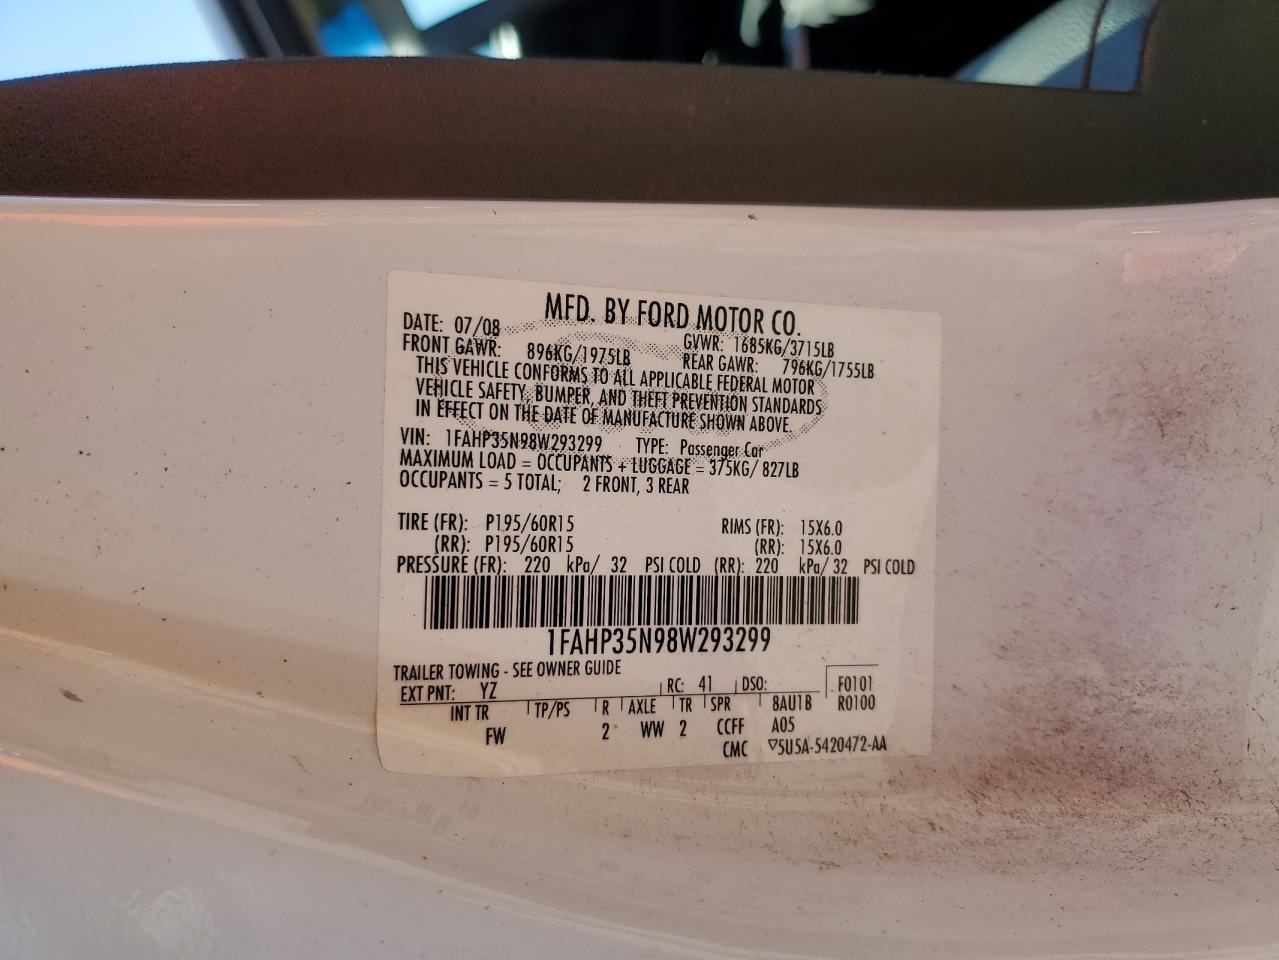 MFD. BY FORD MOTOR CO.
DATE: 07/08 GVWR: 1685KG/3715LB
FRONT GAWR: 896KG/1975LB REAR GAWR: 796KG/1755LB
THIS VEHICLE CONFORMS TO ALL APPLICABLE FEDERAL MOTOR
VEHICLE SAFETY, BUMPER, AND THEFT PREVENTION STANDARDS
IN EFFECT ON THE DATE OF MANUFACTURE SHOWN ABOVE.
VIN: 1FAHP35N98W293299 TYPE: Passenger Car
MAXIMUM LOAD = OCCUPANTS + LUGGAGE = 375KG/ 827LB
OCCUPANTS = 5 TOTAL; 2 FRONT, 3 REAR
TIRE (FR): P195/60R15 RIMS (FR): 15X6.0
(RR): P195/60R15 (RR): 15X6.0
PRESSURE (FR): 220 kPa/ 32 PSI COLD (RR): 220 kPa/ 32 PSI COLD
1FAHP35N98W293299
TRAILER TOWING - SEE OWNER GUIDE
EXT PNT: YZ RC: 41 DSO: F0101
INT TR TP/PS R AXLE TR SPR 8AU1B R0100
FW 2 WW 2 CCFF A05
CMC ▽5U5A-5420472-AA